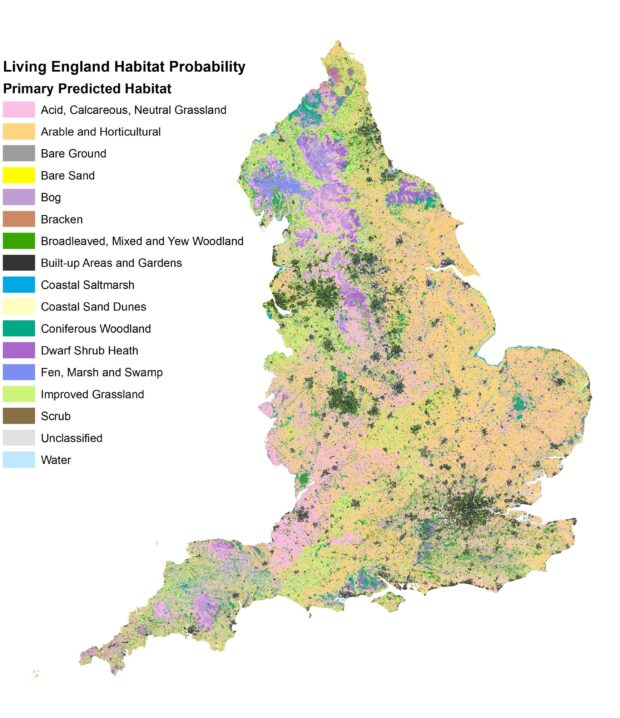 Living England Habitat Probability
Primary Predicted Habitat
Acid, Calcareous, Neutral Grassland
Arable and Horticultural
Bare Ground
Bare Sand
Bog
Bracken
Broadleaved, Mixed and Yew Woodland
Built-up Areas and Gardens
Coastal Saltmarsh
Coastal Sand Dunes
Coniferous Woodland
Dwarf Shrub Heath
Fen, Marsh and Swamp
Improved Grassland
Scrub
Unclassified
Water